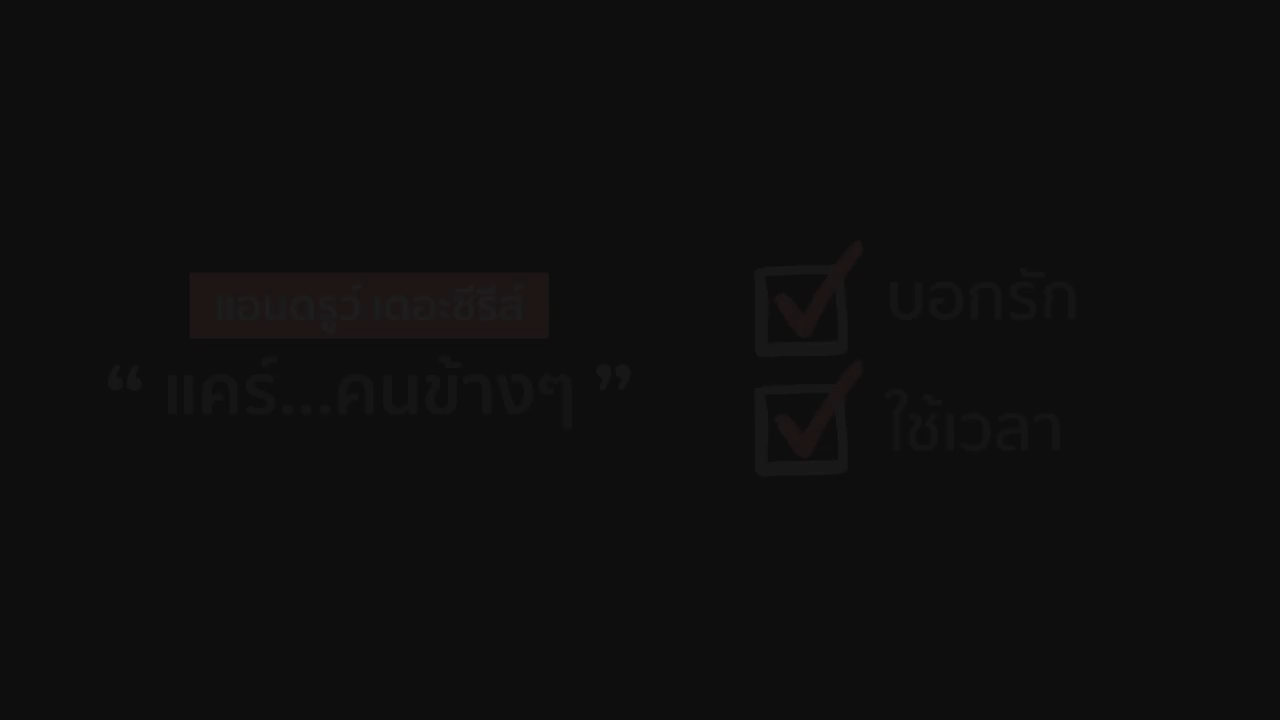 แอนดรูว์ เดอะซีรีส์
“ แคร์...คนข้างๆ ”
บอกรัก
ใช้เวลา